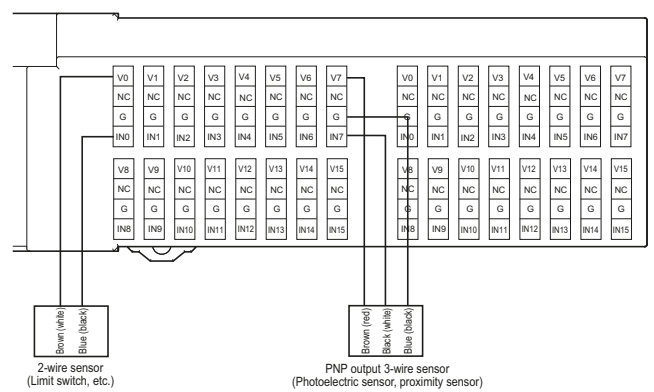 V0 V1 V2 V3 V4 V5 V6 V7 V0 V1 V2 V3 V4 V5 V6 V7
NC NC NC NC NC NC NC NC NC NC NC NC NC NC NC NC
G G G G G G G G G G G G G G G G
IN0 IN1 IN2 IN3 IN4 IN5 IN6 IN7 IN0 IN1 IN2 IN3 IN4 IN5 IN6 IN7
V8 V9 V10 V11 V12 V13 V14 V15 V8 V9 V10 V11 V12 V13 V14 V15
NC NC NC NC NC NC NC NC NC NC NC NC NC NC NC NC
G G G G G G G G G G G G G G G G
IN8 IN9 IN10 IN11 IN12 IN13 IN14 IN15 IN8 IN9 IN10 IN11 IN12 IN13 IN14 IN15
Brown (white)
Blue (black)
Brown (red)
Black (white)
Blue (black)
2-wire sensor
(Limit switch, etc.)
PNP output 3-wire sensor
(Photoelectric sensor, proximity sensor)